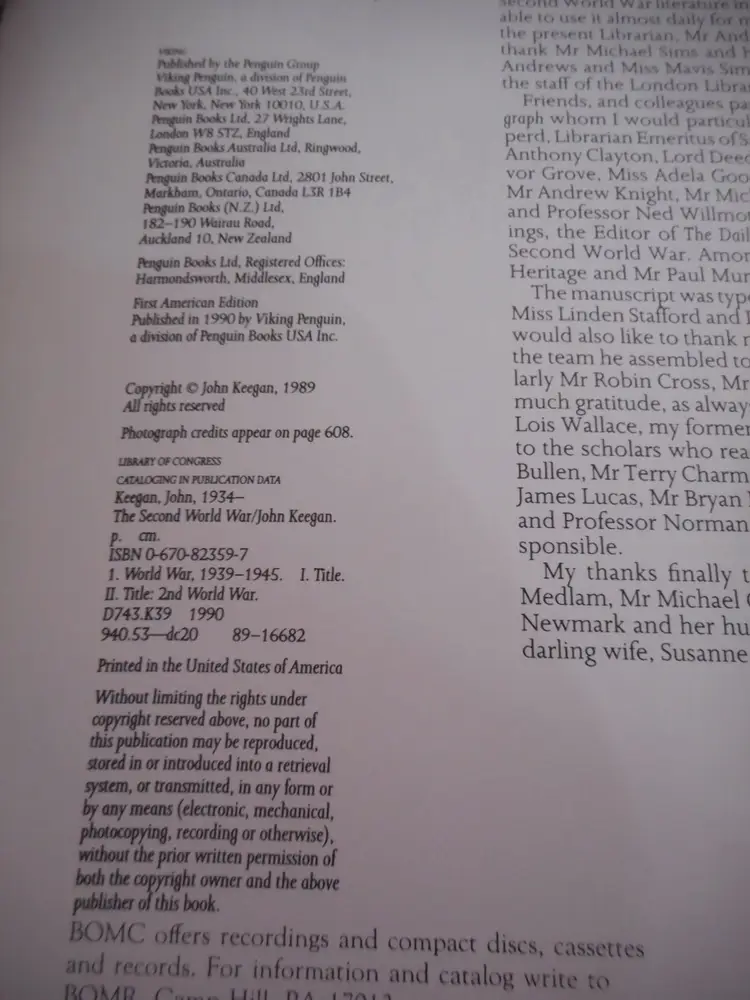 VIKING
Published by the Penguin Group
Viking Penguin, a division of Penguin
Books USA Inc., 40 West 23rd Street,
New York, New York 10010, U.S.A.
Penguin Books Ltd, 27 Wrights Lane,
London W8 5TZ, England
Penguin Books Australia Ltd, Ringwood,
Victoria, Australia
Penguin Books Canada Ltd, 2801 John Street,
Markham, Ontario, Canada L3R 1B4
Penguin Books (N.Z.) Ltd,
182–190 Wairau Road,
Auckland 10, New Zealand
Penguin Books Ltd, Registered Offices:
Harmondsworth, Middlesex, England
First American Edition
Published in 1990 by Viking Penguin,
a division of Penguin Books USA Inc.
Copyright © John Keegan, 1989
All rights reserved
Photograph credits appear on page 608.
LIBRARY OF CONGRESS
CATALOGING IN PUBLICATION DATA
Keegan, John, 1934–
The Second World War/John Keegan.
p. cm.
ISBN 0-670-82359-7
1. World War, 1939–1945. I. Title.
II. Title: 2nd World War.
D743.K39 1990
940.53—dc20 89-16682
Printed in the United States of America
Without limiting the rights under
copyright reserved above, no part of
this publication may be reproduced,
stored in or introduced into a retrieval
system, or transmitted, in any form or
by any means (electronic, mechanical,
photocopying, recording or otherwise),
without the prior written permission of
both the copyright owner and the above
publisher of this book.
BOMC offers recordings and compact discs, cassettes
and records. For information and catalog write to
BOMR, Camp Hill, PA 17012
Second World War literature in
able to use it almost daily for m
the present Librarian, Mr And
thank Mr Michael Sims and h
Andrews and Miss Mavis Sim
the staff of the London Libra
Friends, and colleagues pa
graph whom I would particul
perd, Librarian Emeritus of S
Anthony Clayton, Lord Deed
vor Grove, Miss Adela Goo
Mr Andrew Knight, Mr Mic
and Professor Ned Willmot
ings, the Editor of The Dail
Second World War. Amon
Heritage and Mr Paul Mur
The manuscript was type
Miss Linden Stafford and
would also like to thank
the team he assembled to
larly Mr Robin Cross, Mr
much gratitude, as always
Lois Wallace, my former
to the scholars who rea
Bullen, Mr Terry Charm
James Lucas, Mr Bryan
and Professor Norman
sponsible.
My thanks finally t
Medlam, Mr Michael
Newmark and her hu
darling wife, Susanne